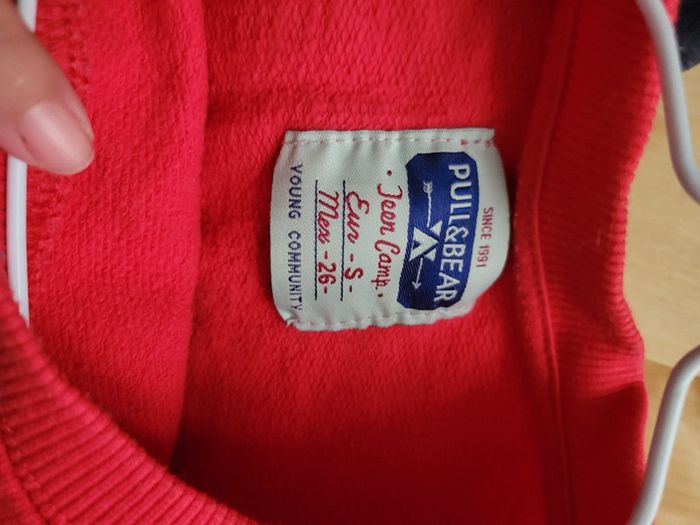 SINCE 1991
PULL&BEAR
· Teen Camp ·
Eur - S -
Mex - 26 -
YOUNG COMMUNITY